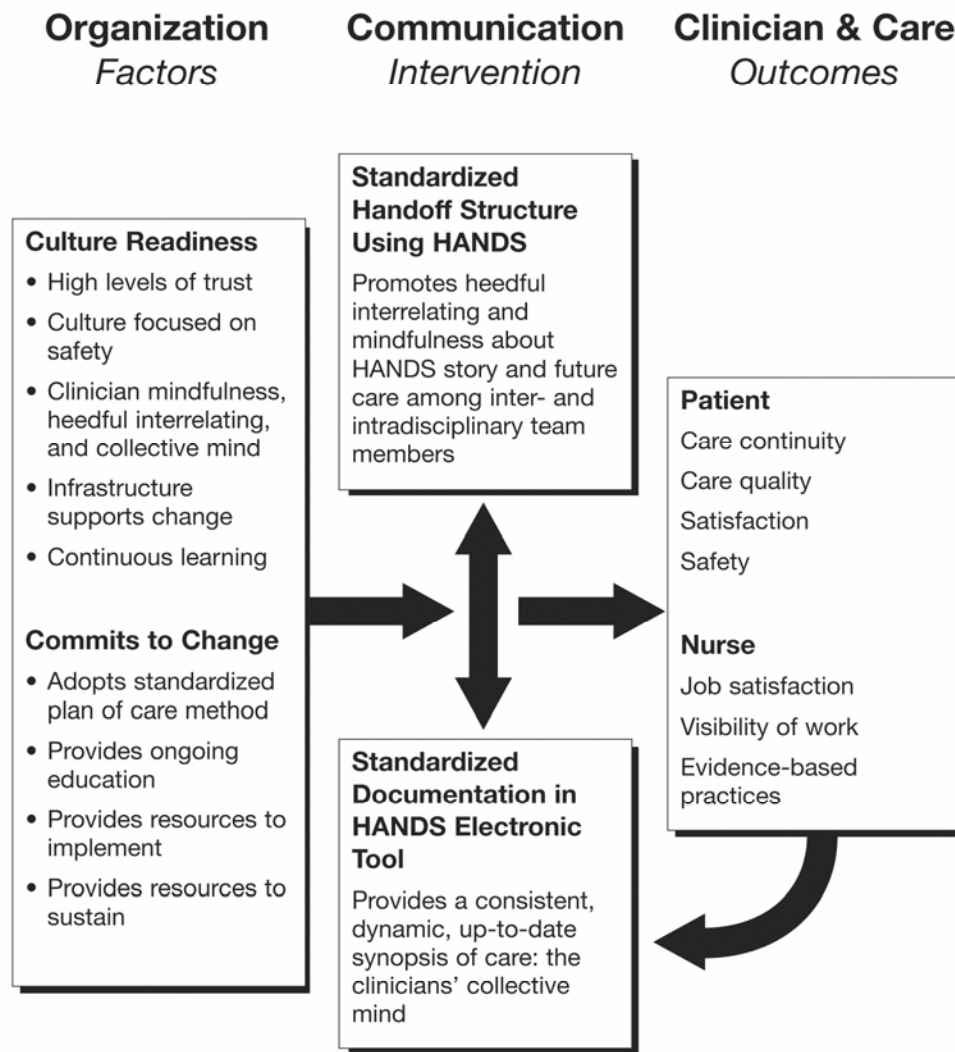 Organization
Factors
Communication
Intervention
Clinician & Care
Outcomes
Culture Readiness
• High levels of trust
• Culture focused on
safety
• Clinician mindfulness,
heedful interrelating,
and collective mind
• Infrastructure
supports change
• Continuous learning
Commits to Change
• Adopts standardized
plan of care method
• Provides ongoing
education
• Provides resources to
implement
• Provides resources to
sustain
Standardized
Handoff Structure
Using HANDS
Promotes heedful
interrelating and
mindfulness about
HANDS story and future
care among inter- and
intradisciplinary team
members
Standardized
Documentation in
HANDS Electronic
Tool
Provides a consistent,
dynamic, up-to-date
synopsis of care: the
clinicians’ collective
mind
Patient
Care continuity
Care quality
Satisfaction
Safety
Nurse
Job satisfaction
Visibility of work
Evidence-based
practices